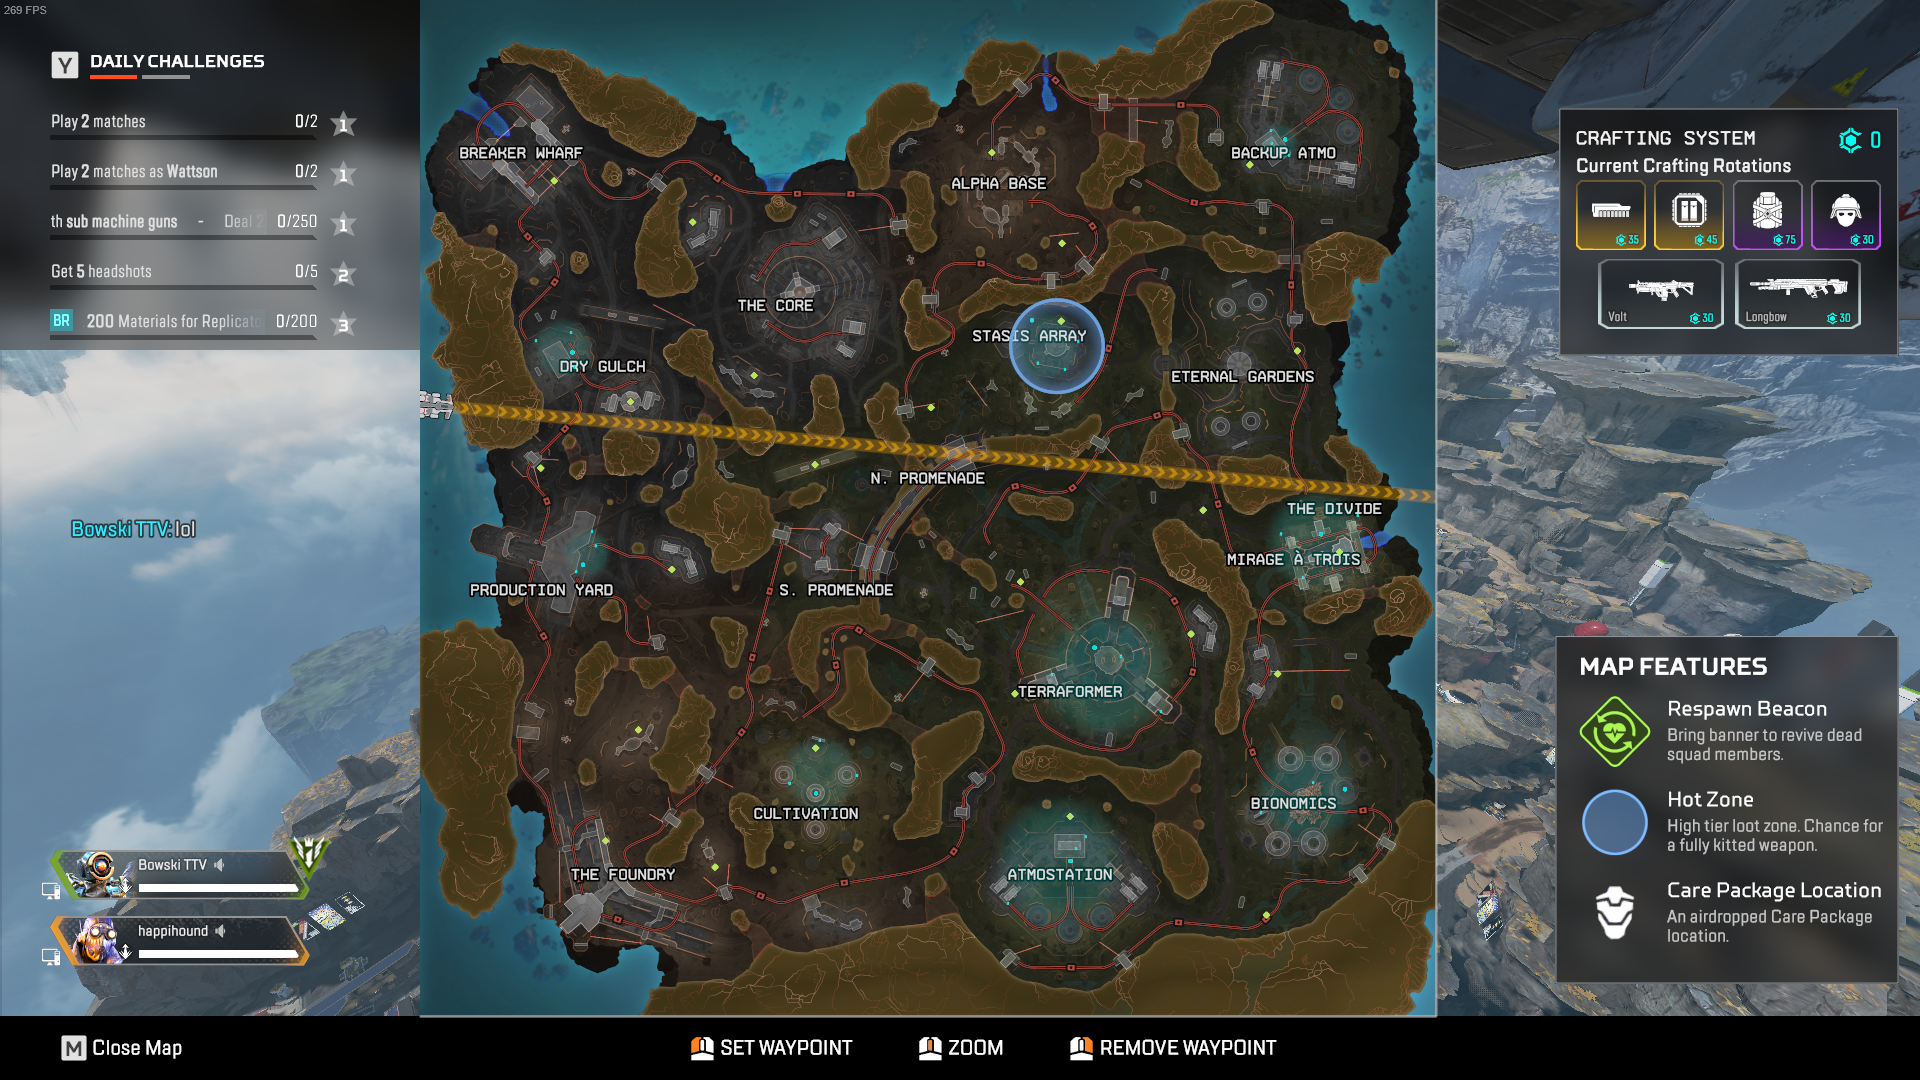 269 FPS
Y DAILY CHALLENGES
Play 2 matches 0/2 1
Play 2 matches as Wattson 0/2 1
th sub machine guns - Deal 2 0/250 1
Get 5 headshots 0/5 2
BR 200 Materials for Replicato 0/200 3
Bowski TTV: lol
Bowski TTV
happihound
BREAKER WHARF
BACKUP ATMO
ALPHA BASE
THE CORE
STASIS ARRAY
DRY GULCH
ETERNAL GARDENS
N. PROMENADE
THE DIVIDE
MIRAGE À TROIS
PRODUCTION YARD
S. PROMENADE
TERRAFORMER
BIONOMICS
CULTIVATION
THE FOUNDRY
ATMOSTATION
CRAFTING SYSTEM 0
Current Crafting Rotations
35 45 75 30
Volt 30 Longbow 30
MAP FEATURES
Respawn Beacon
Bring banner to revive dead
squad members.
Hot Zone
High tier loot zone. Chance for
a fully kitted weapon.
Care Package Location
An airdropped Care Package
location.
M Close Map
SET WAYPOINT ZOOM REMOVE WAYPOINT